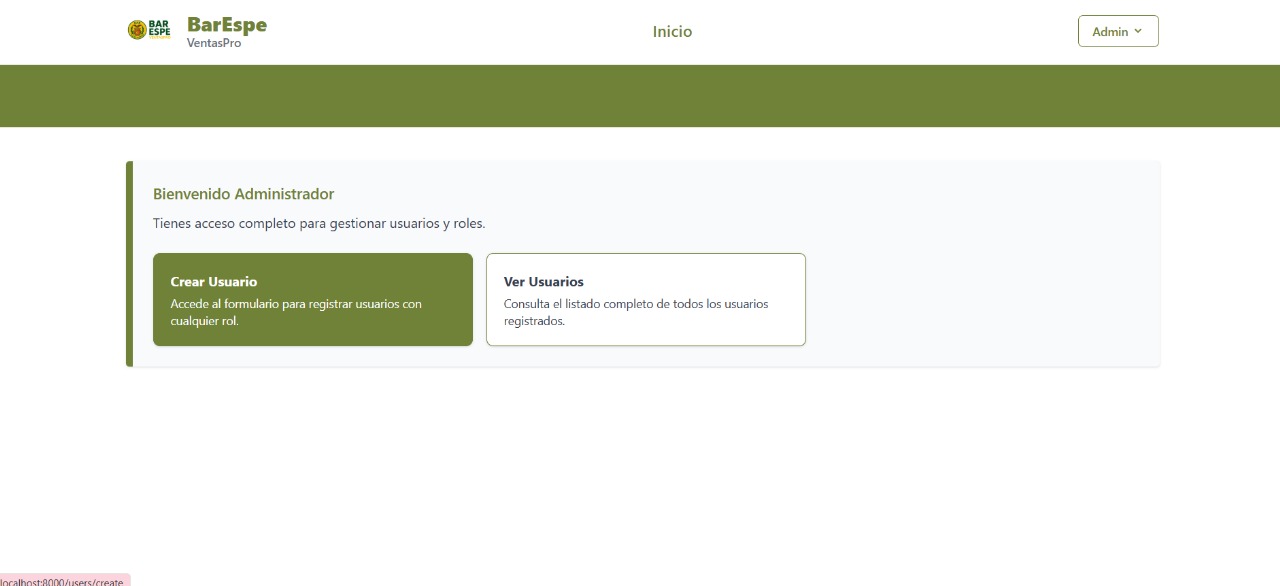 BAR
ESPE
BarEspe
VentasPro
Inicio
Admin
Bienvenido Administrador
Tienes acceso completo para gestionar usuarios y roles.
Crear Usuario
Accede al formulario para registrar usuarios con
cualquier rol.
Ver Usuarios
Consulta el listado completo de todos los usuarios
registrados.
localhost:8000/users/create